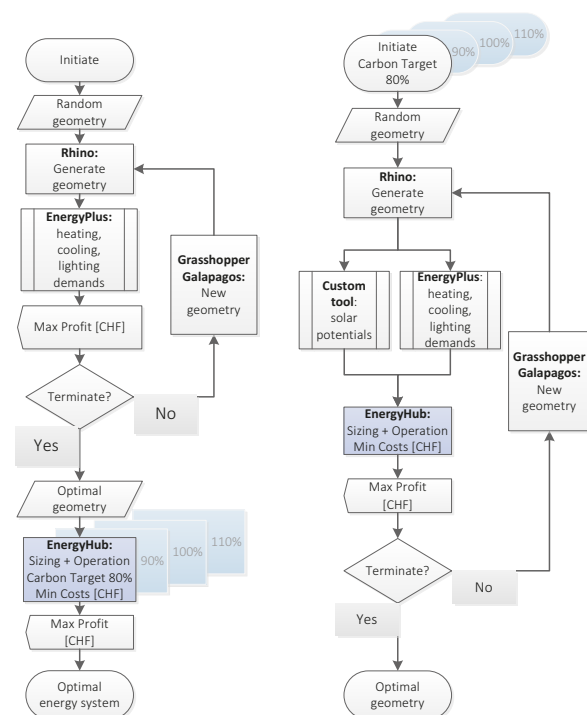 Initiate
Random
geometry
Rhino:
Generate
geometry
EnergyPlus:
heating,
cooling,
lighting
demands
Grasshopper
Galapagos:
New
geometry
Max Profit [CHF]
Terminate?
No
Yes
Optimal
geometry
EnergyHub:
Sizing + Operation
Carbon Target 80%
Min Costs [CHF]
90%
100%
110%
Max Profit
[CHF]
Optimal
energy system
Initiate
Carbon Target
80%
90%
100%
110%
Random
geometry
Rhino:
Generate
geometry
Custom
tool:
solar
potentials
EnergyPlus:
heating,
cooling,
lighting
demands
Grasshopper
Galapagos:
New
geometry
EnergyHub:
Sizing + Operation
Min Costs [CHF]
Max Profit
[CHF]
Terminate?
No
Yes
Optimal
geometry